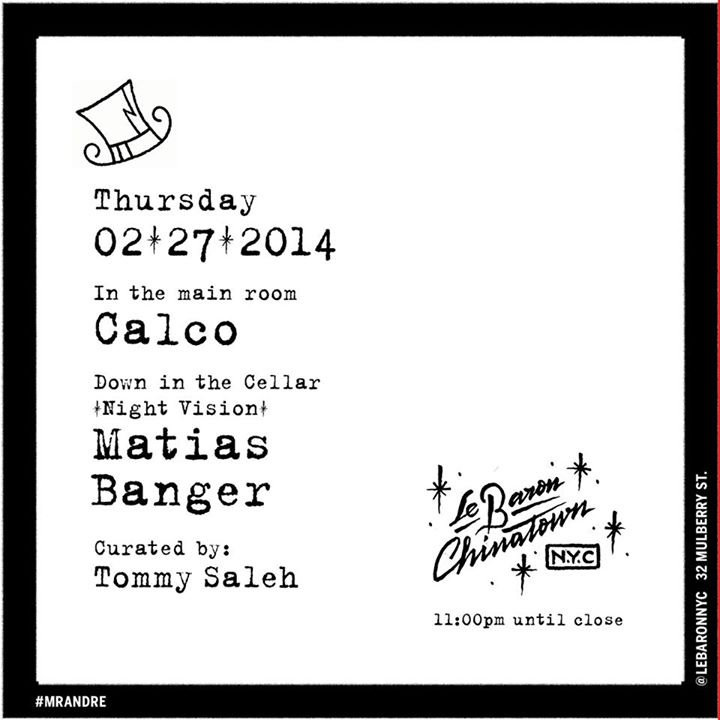 Thursday
02*27*2014
In the main room
Calco
Down in the Cellar
*Night Vision*
Matias
Banger
Curated by:
Tommy Saleh
Le Baron
Chinatown
N.Y.C
11:00pm until close
@LEBARONNYC 32 MULBERRY ST.
#MRANDRE